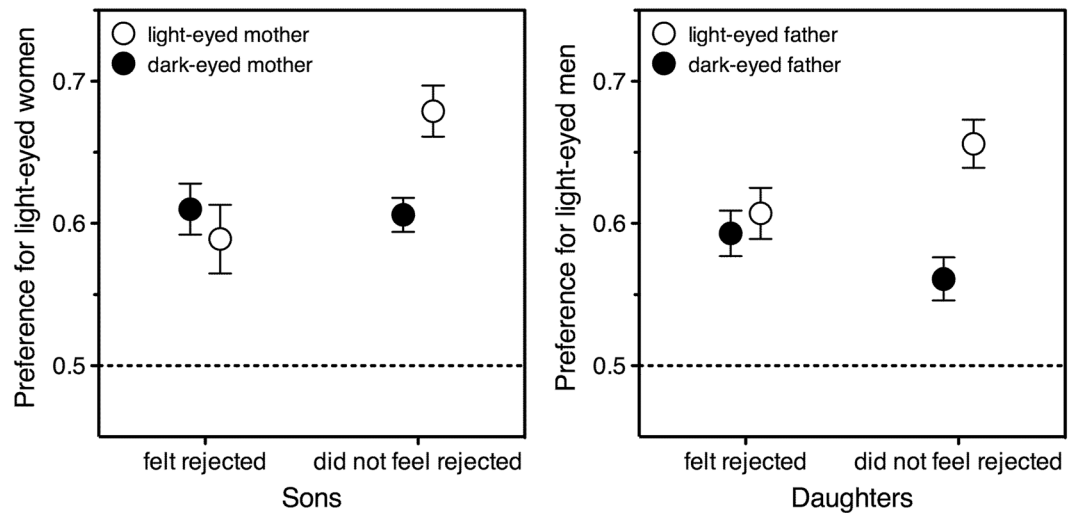 Preference for light-eyed women
light-eyed mother
dark-eyed mother
0.7
0.6
0.5
felt rejected
did not feel rejected
Sons
Preference for light-eyed men
light-eyed father
dark-eyed father
0.7
0.6
0.5
felt rejected
did not feel rejected
Daughters